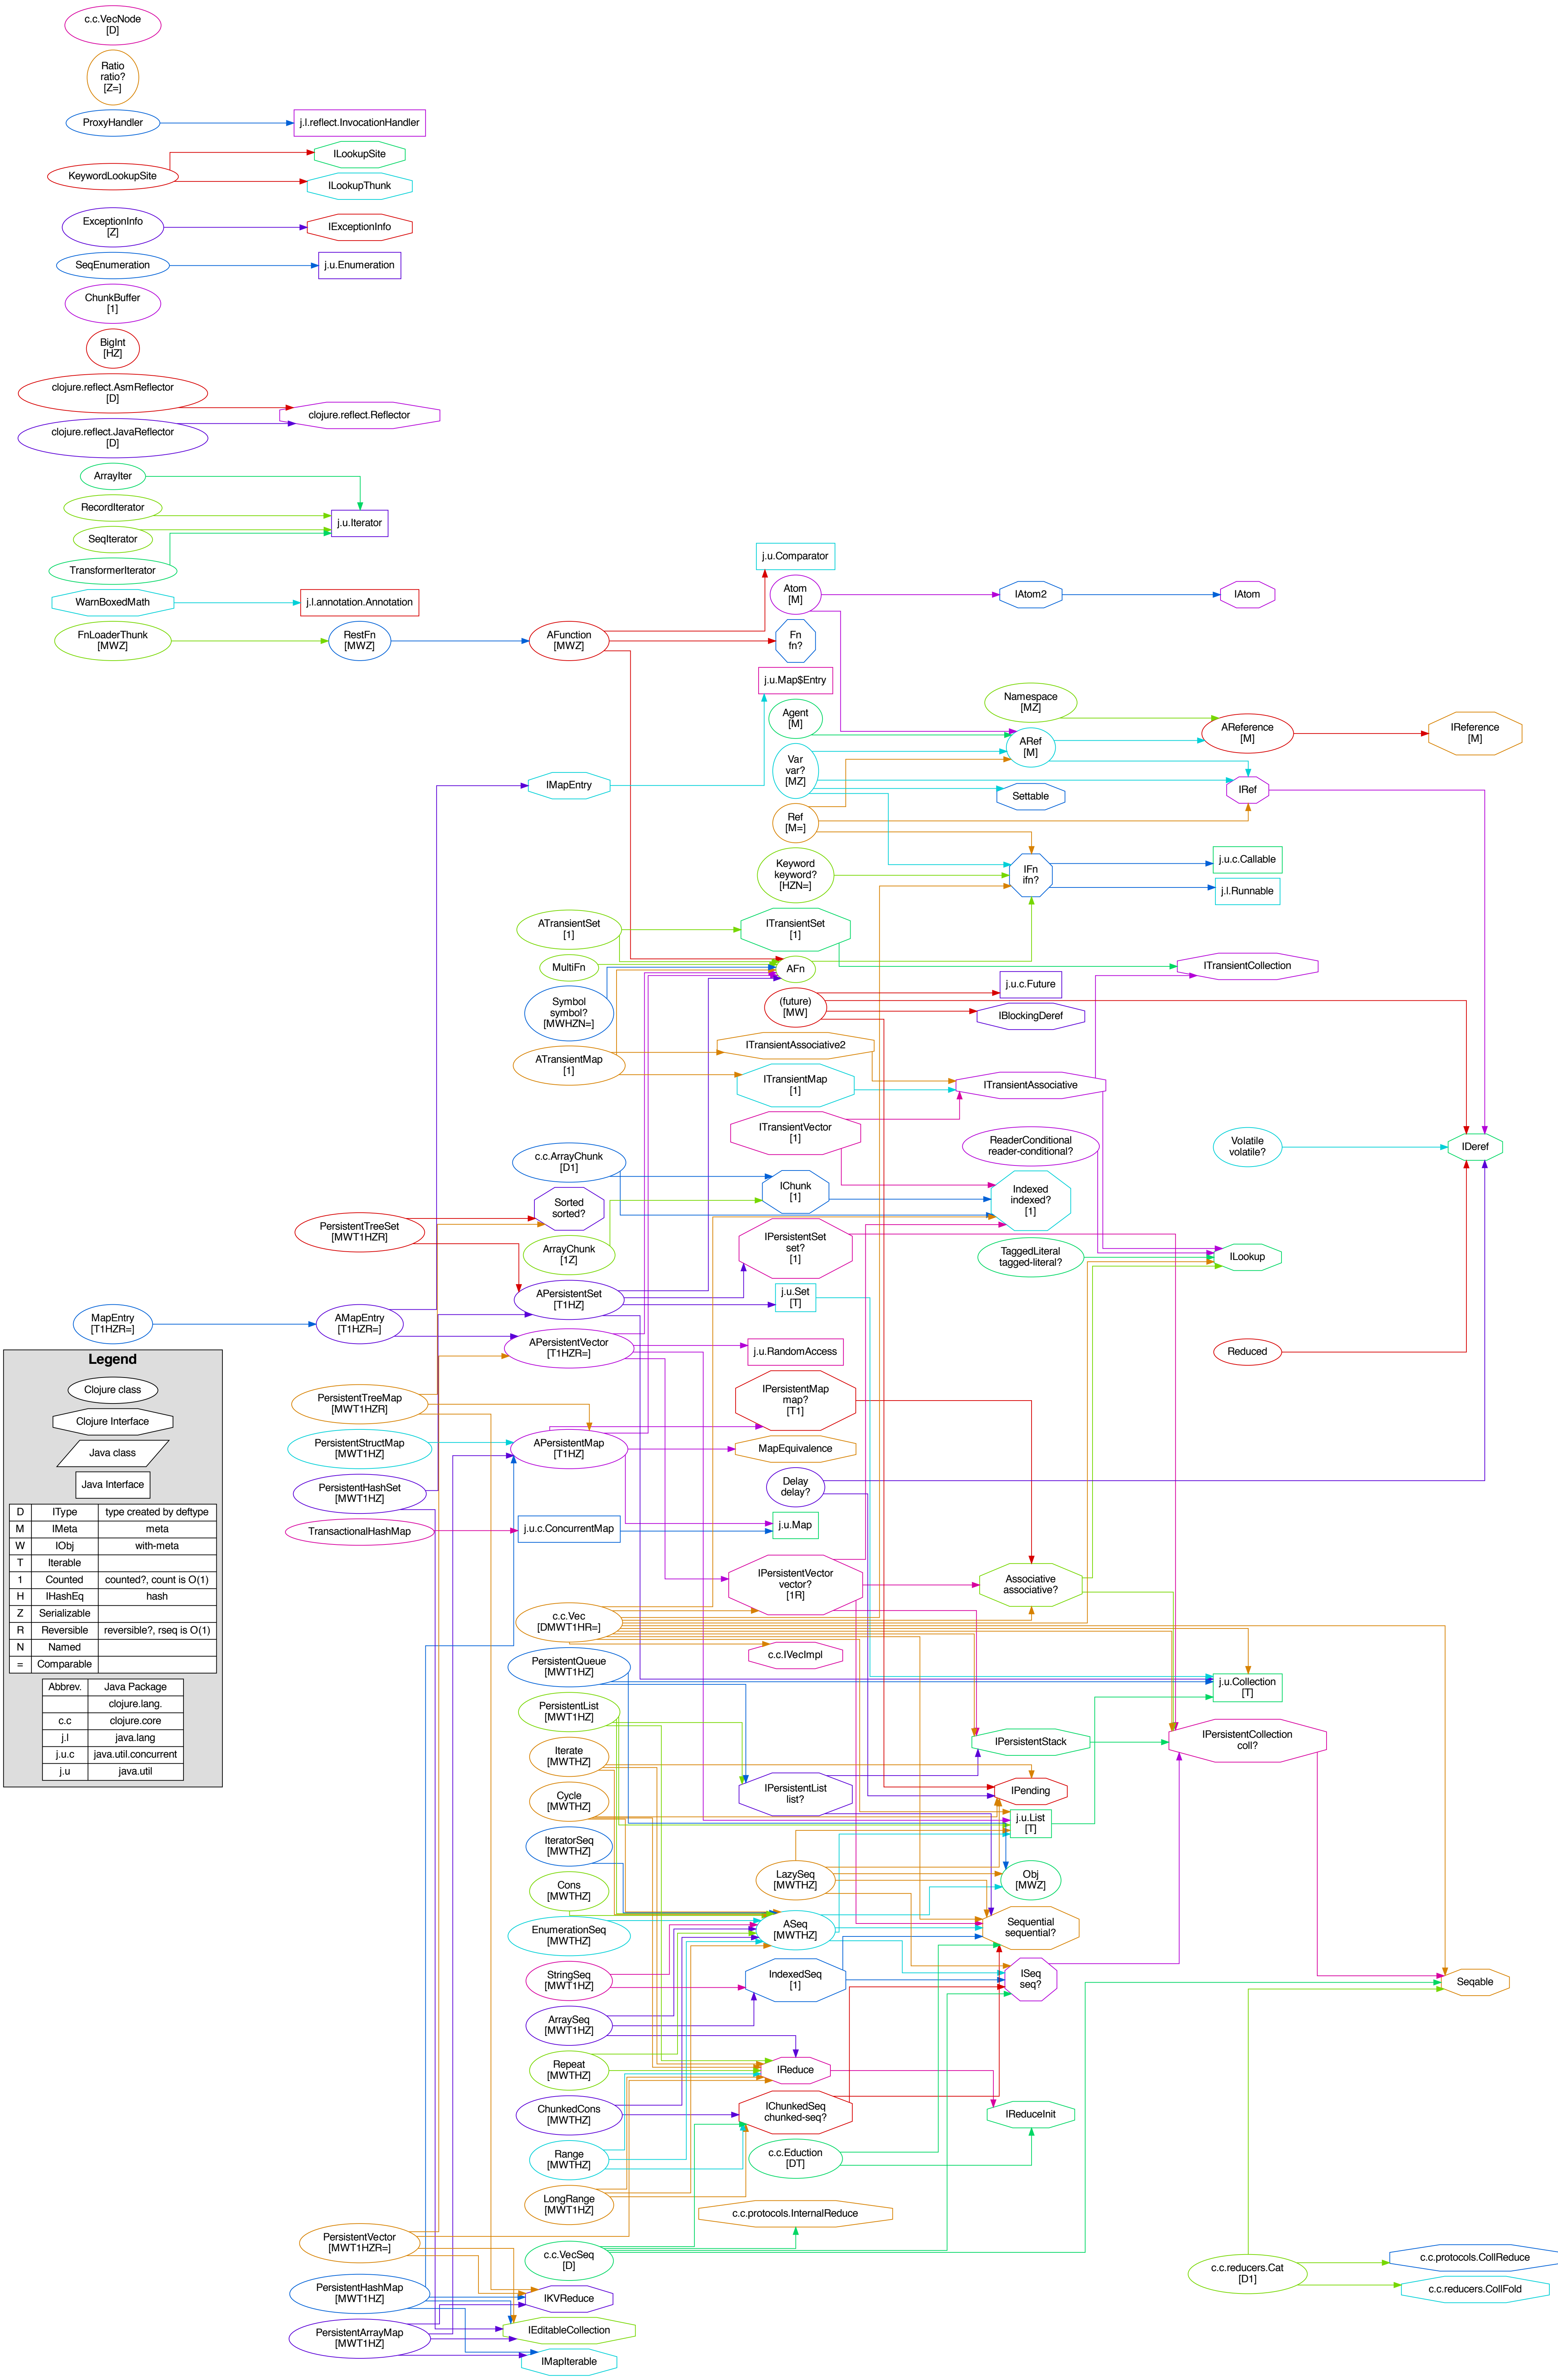 c.c.VecNode
[D]
Ratio
ratio?
[Z=]
ProxyHandler
j.l.reflect.InvocationHandler
KeywordLookupSite
ILookupSite
ILookupThunk
ExceptionInfo
[Z]
IExceptionInfo
SeqEnumeration
j.u.Enumeration
ChunkBuffer
[1]
BigInt
[HZ]
clojure.reflect.AsmReflector
[D]
clojure.reflect.Reflector
clojure.reflect.JavaReflector
[D]
ArrayIter
RecordIterator
j.u.Iterator
SeqIterator
TransformerIterator
WarnBoxedMath
j.l.annotation.Annotation
FnLoaderThunk
[MWZ]
RestFn
[MWZ]
AFunction
[MWZ]
j.u.Comparator
Atom
[M]
IAtom2
IAtom
Fn
fn?
j.u.Map$Entry
Agent
[M]
Namespace
[MZ]
ARef
[M]
AReference
[M]
IReference
[M]
Var
var?
[MZ]
IMapEntry
Settable
IRef
Ref
[M=]
Keyword
keyword?
[HZN=]
IFn
ifn?
j.u.c.Callable
j.l.Runnable
ATransientSet
[1]
ITransientSet
[1]
MultiFn
AFn
ITransientCollection
Symbol
symbol?
[MWHZN=]
(future)
[MW]
j.u.c.Future
IBlockingDeref
ATransientMap
[1]
ITransientAssociative2
ITransientMap
[1]
ITransientAssociative
ITransientVector
[1]
ReaderConditional
reader-conditional?
Volatile
volatile?
IDeref
c.c.ArrayChunk
[D1]
IChunk
[1]
Indexed
indexed?
[1]
Sorted
sorted?
PersistentTreeSet
[MWT1HZR]
ArrayChunk
[1Z]
IPersistentSet
set?
[1]
TaggedLiteral
tagged-literal?
ILookup
APersistentSet
[T1HZ]
j.u.Set
[T]
MapEntry
[T1HZR=]
AMapEntry
[T1HZR=]
APersistentVector
[T1HZR=]
j.u.RandomAccess
Reduced
Legend
Clojure class
Clojure Interface
Java class
Java Interface
D IType type created by deftype
M IMeta meta
W IObj with-meta
T Iterable
1 Counted counted?, count is O(1)
H IHashEq hash
Z Serializable
R Reversible reversible?, rseq is O(1)
N Named
= Comparable
Abbrev. Java Package
clojure.lang.
c.c clojure.core
j.l java.lang
j.u.c java.util.concurrent
j.u java.util
PersistentTreeMap
[MWT1HZR]
IPersistentMap
map?
[T1]
PersistentStructMap
[MWT1HZ]
APersistentMap
[T1HZ]
MapEquivalence
PersistentHashSet
[MWT1HZ]
Delay
delay?
TransactionalHashMap
j.u.c.ConcurrentMap
j.u.Map
IPersistentVector
vector?
[1R]
Associative
associative?
c.c.Vec
[DMWT1HR=]
c.c.IVecImpl
PersistentQueue
[MWT1HZ]
j.u.Collection
[T]
PersistentList
[MWT1HZ]
IPersistentStack
IPersistentCollection
coll?
Iterate
[MWTHZ]
Cycle
[MWTHZ]
IPersistentList
list?
IPending
j.u.List
[T]
IteratorSeq
[MWTHZ]
LazySeq
[MWTHZ]
Obj
[MWZ]
Cons
[MWTHZ]
EnumerationSeq
[MWTHZ]
ASeq
[MWTHZ]
Sequential
sequential?
StringSeq
[MWT1HZ]
IndexedSeq
[1]
ISeq
seq?
Seqable
ArraySeq
[MWT1HZ]
Repeat
[MWTHZ]
IReduce
ChunkedCons
[MWTHZ]
IChunkedSeq
chunked-seq?
IReduceInit
Range
[MWTHZ]
c.c.Eduction
[DT]
LongRange
[MWT1HZ]
c.c.protocols.InternalReduce
PersistentVector
[MWT1HZR=]
c.c.VecSeq
[D]
c.c.reducers.Cat
[D1]
c.c.protocols.CollReduce
c.c.reducers.CollFold
PersistentHashMap
[MWT1HZ]
IKVReduce
PersistentArrayMap
[MWT1HZ]
IEditableCollection
IMapIterable